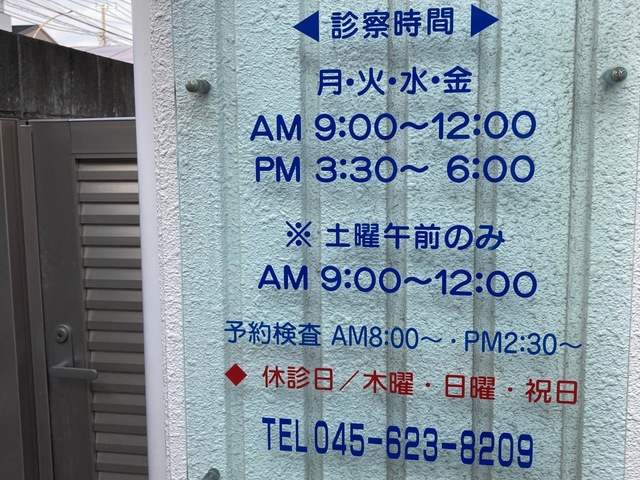 ◀ 診察時間 ▶
月・火・水・金
AM 9:00〜12:00
PM 3:30〜 6:00
※ 土曜午前のみ
AM 9:00〜12:00
予約検査 AM8:00〜・PM2:30〜
◆ 休診日／木曜・日曜・祝日
TEL 045-623-8209